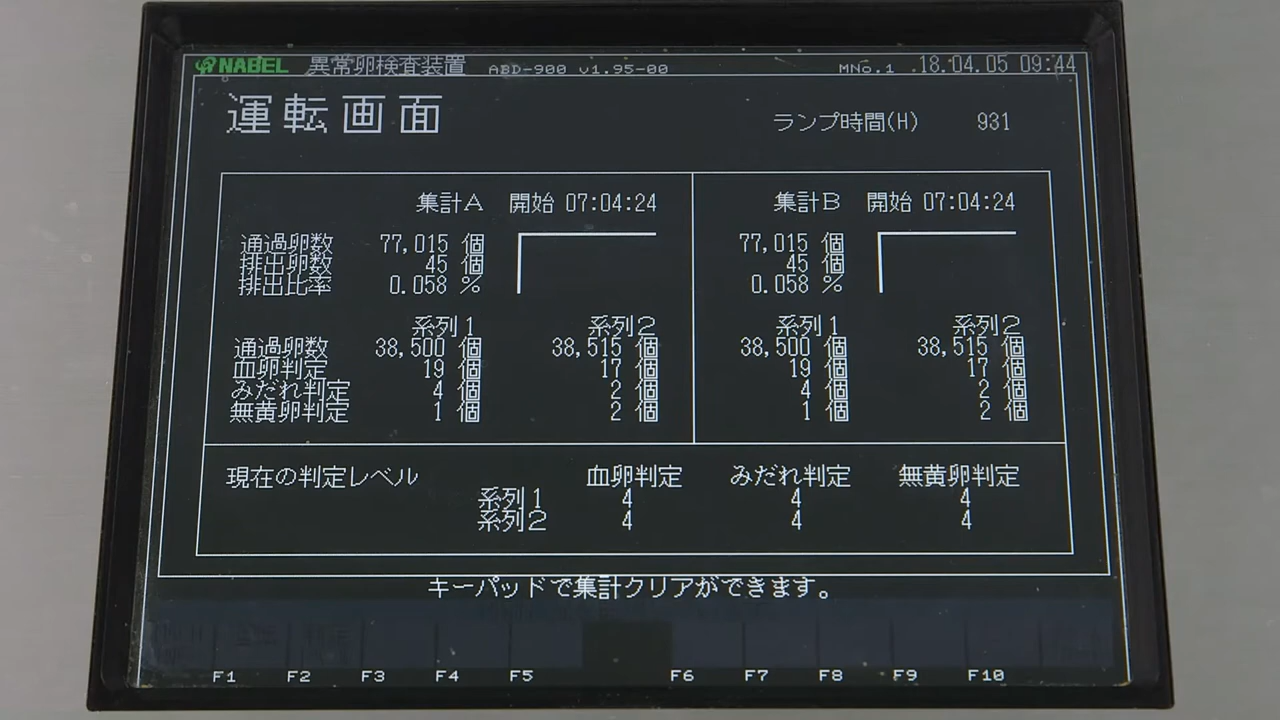 NABEL 異常卵検査装置 ABD-900 v1.95-00 MNo.1 18.04.05 09:44
運転画面
ランプ時間(H) 931
集計A 開始 07:04:24 集計B 開始 07:04:24
通過卵数 77,015 個 77,015 個
排出卵数 45 個 45 個
排出比率 0.058 % 0.058 %
系列1 系列2 系列1 系列2
通過卵数 38,500 個 38,515 個 38,500 個 38,515 個
血卵判定 19 個 17 個 19 個 17 個
みだれ判定 4 個 2 個 4 個 2 個
無黄卵判定 1 個 2 個 1 個 2 個
現在の判定レベル 血卵判定 みだれ判定 無黄卵判定
系列1 4 4 4
系列2 4 4 4
キーパッドで集計クリアができます。
F1 F2 F3 F4 F5 F6 F7 F8 F9 F10